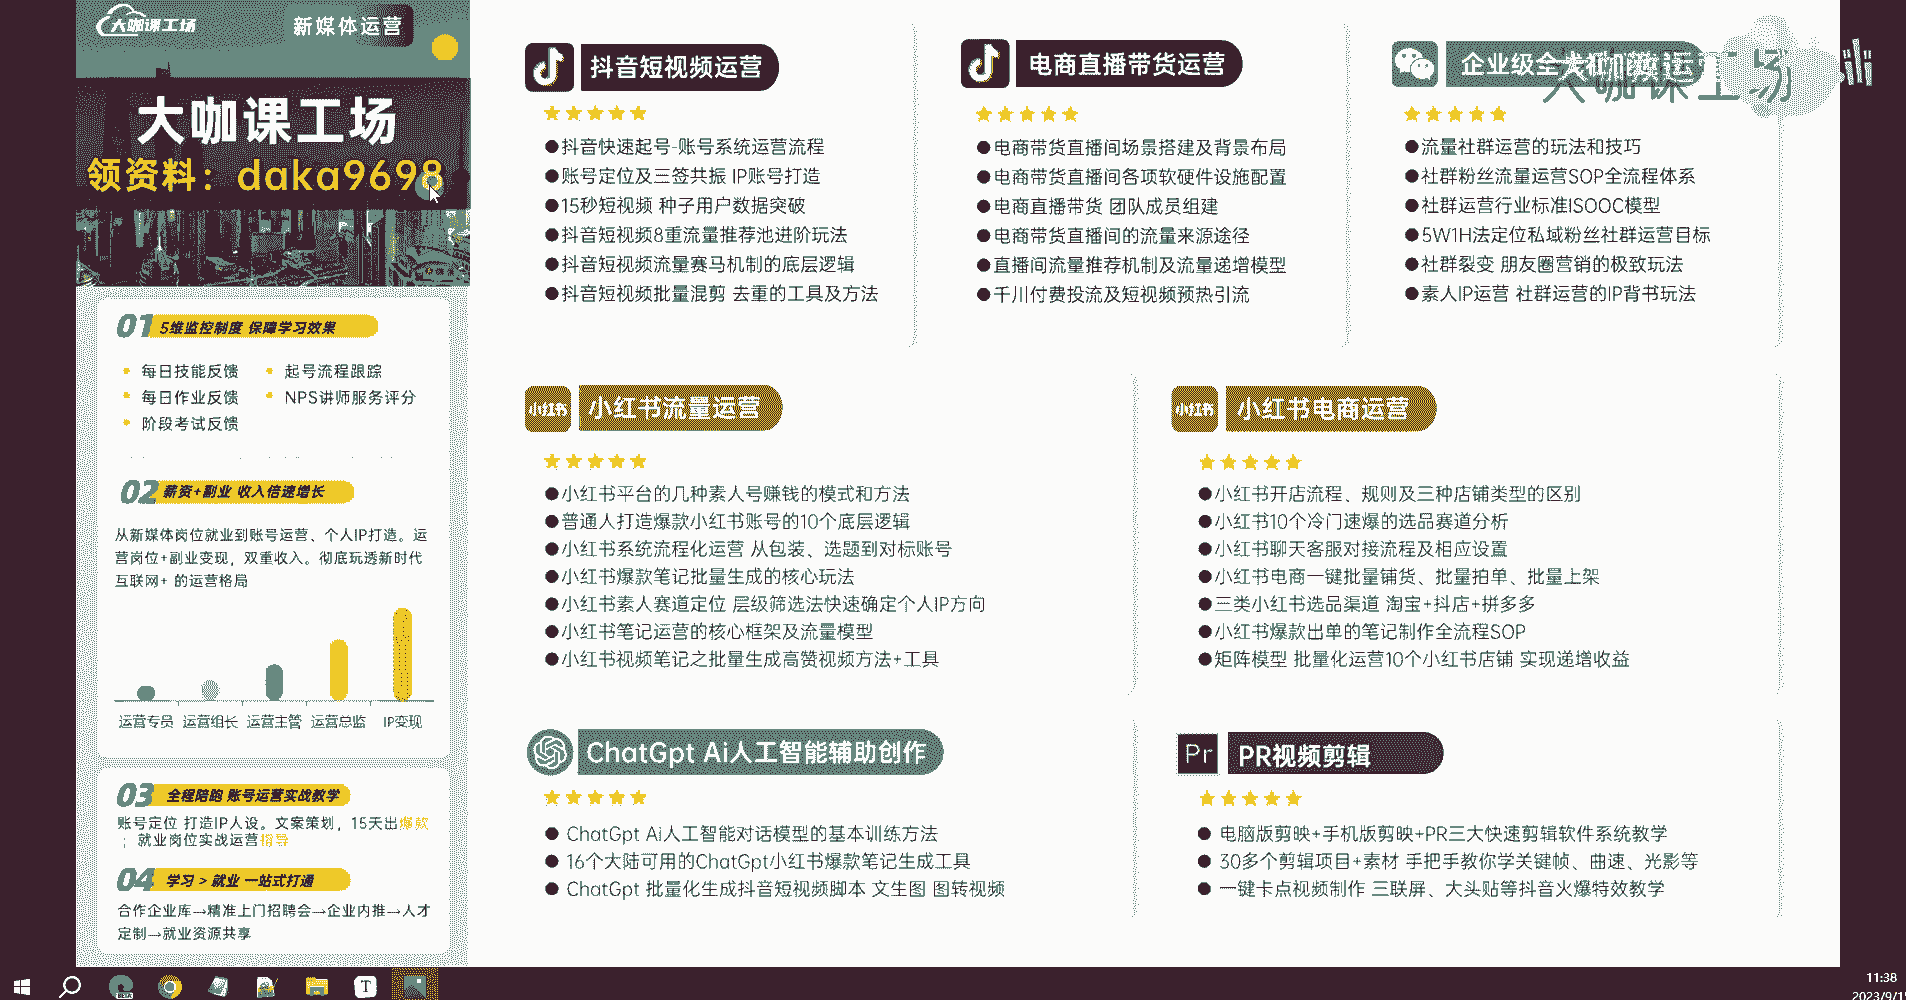 大咖课工场
新媒体运营
大咖课工场
领资料：daka9698
01 5维监控制度 保障学习效果
每日技能反馈
起号流程跟踪
每日作业反馈
NPS讲师服务评分
阶段考试反馈
02 薪资+副业 收入倍速增长
从新媒体岗位就业到账号运营、个人IP打造。运
营岗位+副业变现，双重收入。彻底玩透新时代
互联网+ 的运营格局
运营专员 运营组长 运营主管 运营总监 IP变现
03 全程陪跑 账号运营实战教学
账号定位 打造IP人设。文案策划，15天出爆款
；就业岗位实战运营指导
04 学习 > 就业 一站式打通
合作企业库→精准上门招聘会→企业内推→人才
定制→就业资源共享
抖音短视频运营
●抖音快速起号-账号系统运营流程
●账号定位及三签共振 IP账号打造
●15秒短视频 种子用户数据突破
●抖音短视频8重流量推荐池进阶玩法
●抖音短视频流量赛马机制的底层逻辑
●抖音短视频批量混剪 去重的工具及方法
电商直播带货运营
●电商带货直播间场景搭建及背景布局
●电商带货直播间各项软硬件设施配置
●电商直播带货 团队成员组建
●电商带货直播间的流量来源途径
●直播间流量推荐机制及流量递增模型
●千川付费投流及短视频预热引流
企业级全
大咖课工场
●流量社群运营的玩法和技巧
●社群粉丝流量运营SOP全流程体系
●社群运营行业标准ISOOC模型
●5W1H法定位私域粉丝社群运营目标
●社群裂变 朋友圈营销的极致玩法
●素人IP运营 社群运营的IP背书玩法
小红书
小红书流量运营
●小红书平台的几种素人号赚钱的模式和方法
●普通人打造爆款小红书账号的10个底层逻辑
●小红书系统流程化运营 从包装、选题到对标账号
●小红书爆款笔记批量生成的核心玩法
●小红书素人赛道定位 层级筛选法快速确定个人IP方向
●小红书笔记运营的核心框架及流量模型
●小红书视频笔记之批量生成高赞视频方法+工具
小红书
小红书电商运营
●小红书开店流程、规则及三种店铺类型的区别
●小红书10个冷门速爆的选品赛道分析
●小红书聊天客服对接流程及相应设置
●小红书电商一键批量铺货、批量拍单、批量上架
●三类小红书选品渠道 淘宝+抖店+拼多多
●小红书爆款出单的笔记制作全流程SOP
●矩阵模型 批量化运营10个小红书店铺 实现递增收益
ChatGpt Ai人工智能辅助创作
● ChatGpt Ai人工智能对话模型的基本训练方法
● 16个大陆可用的ChatGpt小红书爆款笔记生成工具
● ChatGpt 批量化生成抖音短视频脚本 文生图 图转视频
Pr
PR视频剪辑
● 电脑版剪映+手机版剪映+PR三大快速剪辑软件系统教学
● 30多个剪辑项目+素材 手把手教你学关键帧、曲速、光影等
● 一键卡点视频制作 三联屏、大头贴等抖音火爆特效教学
BETA
T
11:38